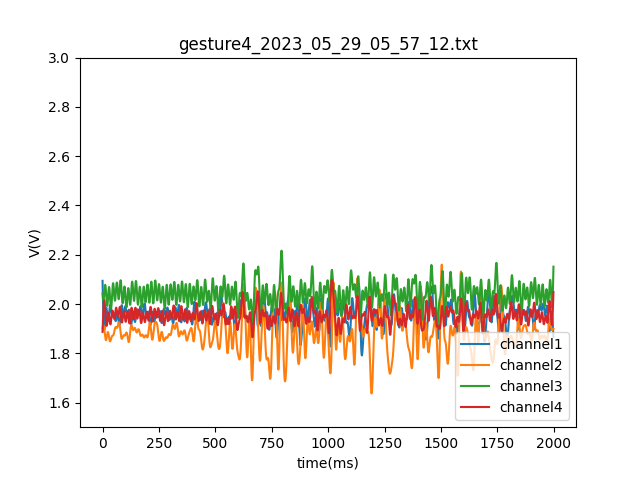 gesture4_2023_05_29_05_57_12.txt
3.0
2.8
2.6
2.4
2.2
2.0
1.8
1.6
V(V)
channel1
channel2
channel3
channel4
0 250 500 750 1000 1250 1500 1750 2000
time(ms)